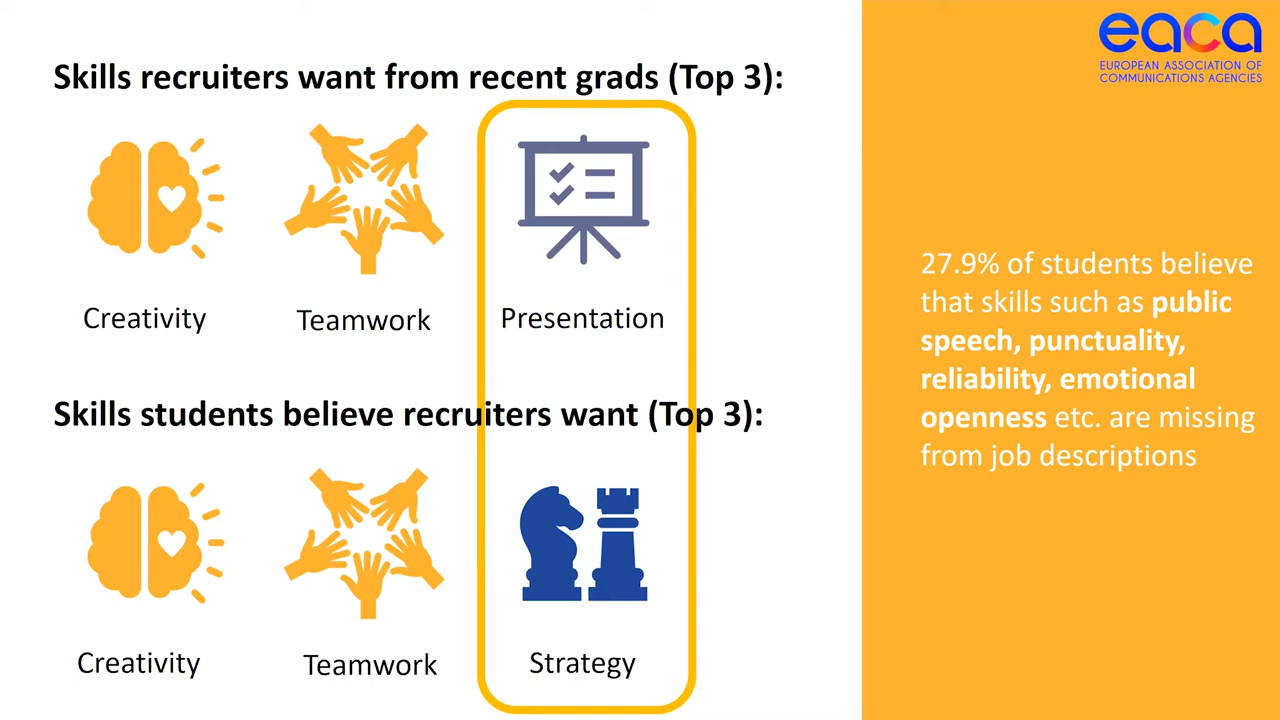 Skills recruiters want from recent grads (Top 3):
Creativity
Teamwork
Presentation
Skills students believe recruiters want (Top 3):
Creativity
Teamwork
Strategy
eaca
EUROPEAN ASSOCIATION OF
COMMUNICATIONS AGENCIES
27.9% of students believe
that skills such as public
speech, punctuality,
reliability, emotional
openness etc. are missing
from job descriptions